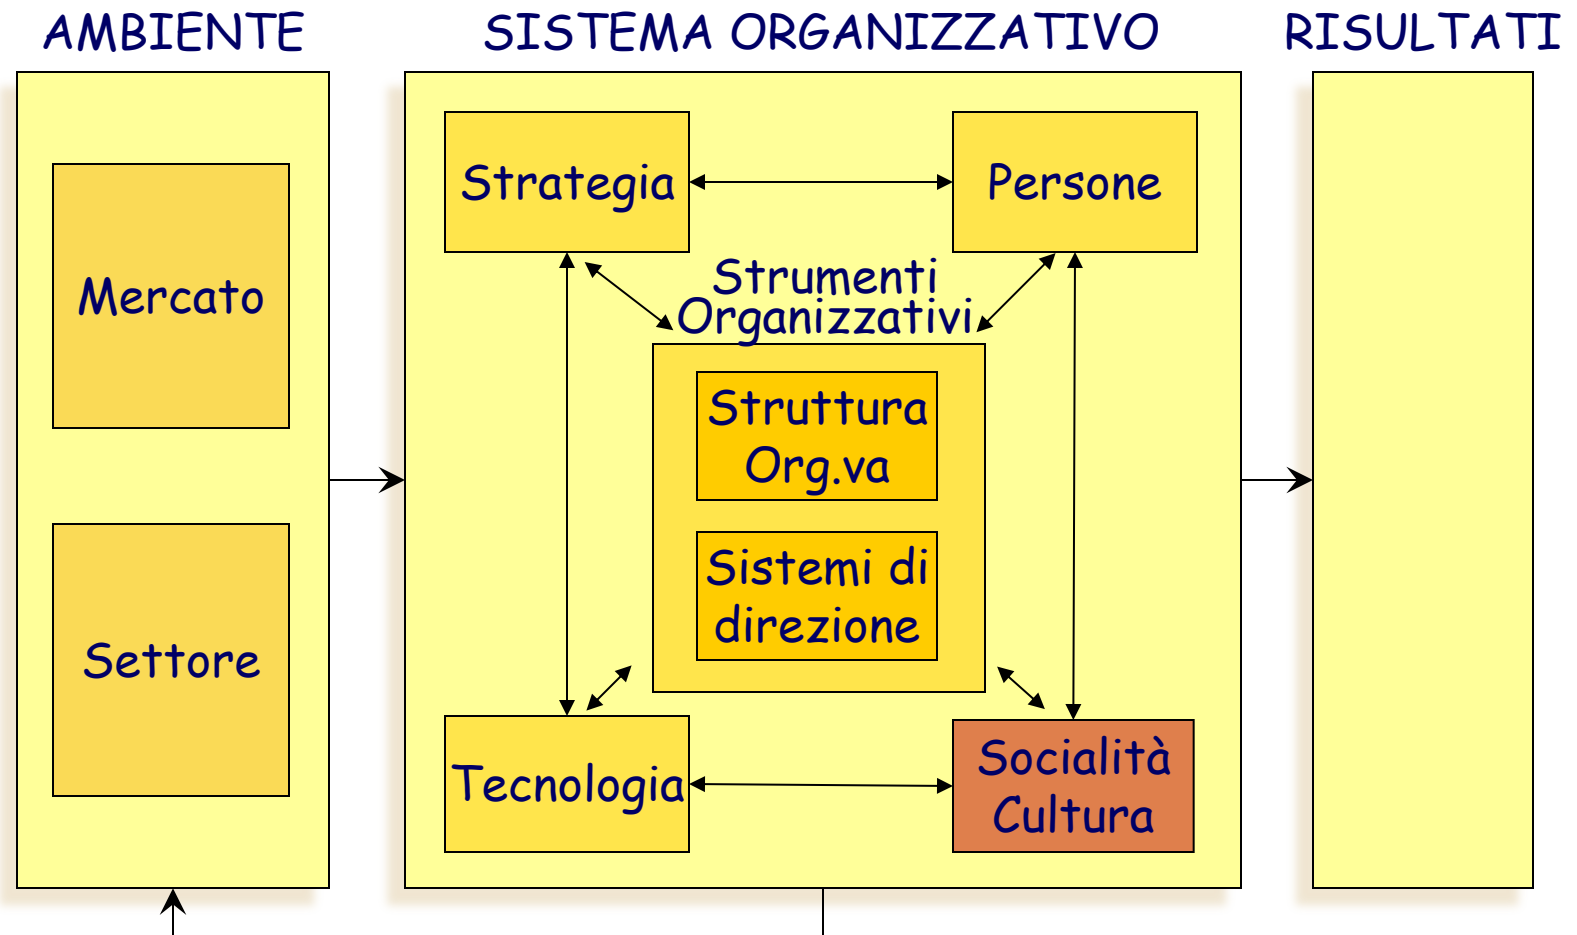 AMBIENTE
SISTEMA ORGANIZZATIVO
RISULTATI
Mercato
Settore
Strategia
Persone
Strumenti
Organizzativi
Struttura
Org.va
Sistemi di
direzione
Tecnologia
Socialità
Cultura